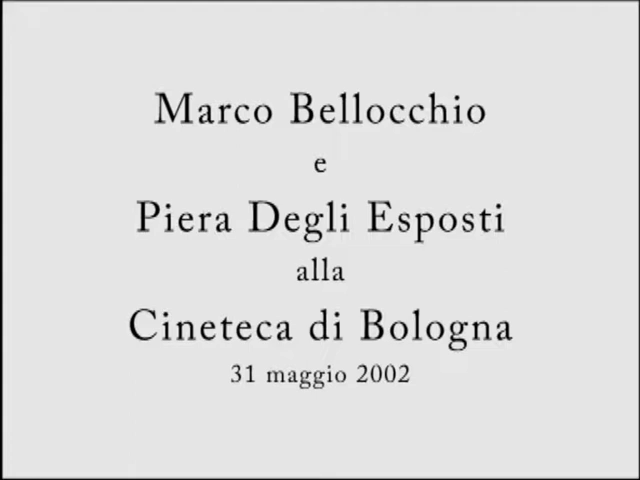 Marco Bellocchio
e
Piera Degli Esposti
alla
Cineteca di Bologna
31 maggio 2002